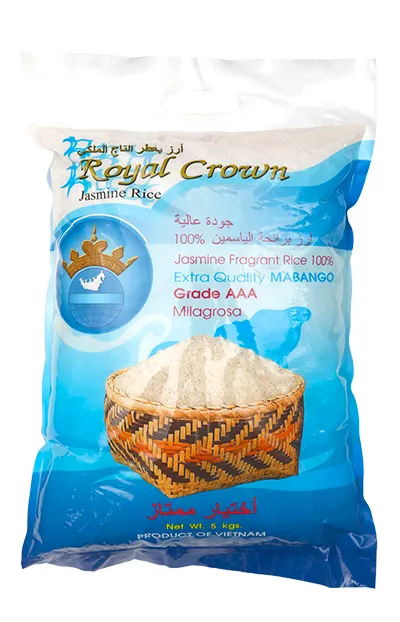 أرز بعطر التاج الملكي
Royal Crown
Jasmine Rice
جودة عالية
أرز برائحة الياسمين 100%
Jasmine Fragrant Rice 100%
Extra Quality MABANGO
Grade AAA
Milagrosa
أختيار ممتاز
Net Wt. 5 kgs.
PRODUCT OF VIETNAM